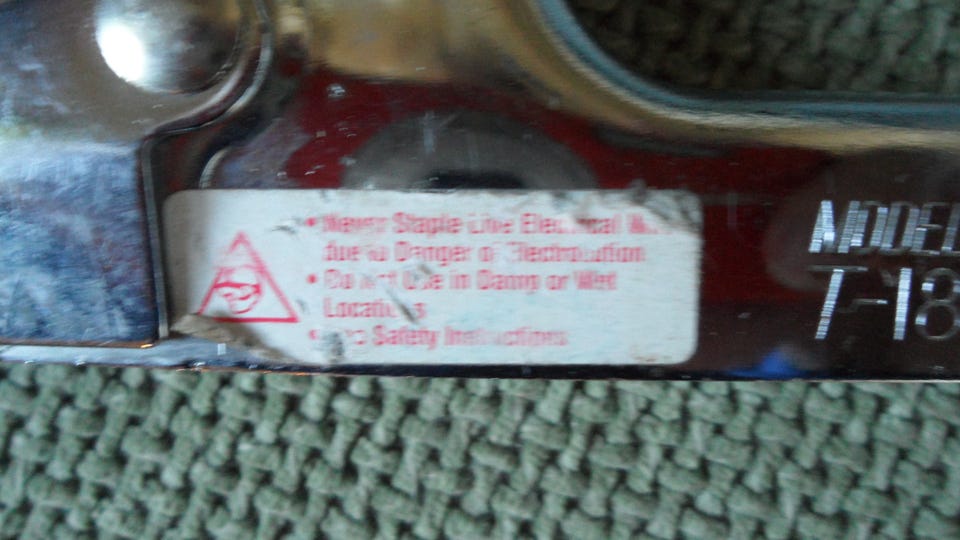 • Never Staple Live Electrical
due to Danger of Electrocution
• Do Not Use in Damp or Wet
Locations
• Safety Instructions
MODEL
T-18